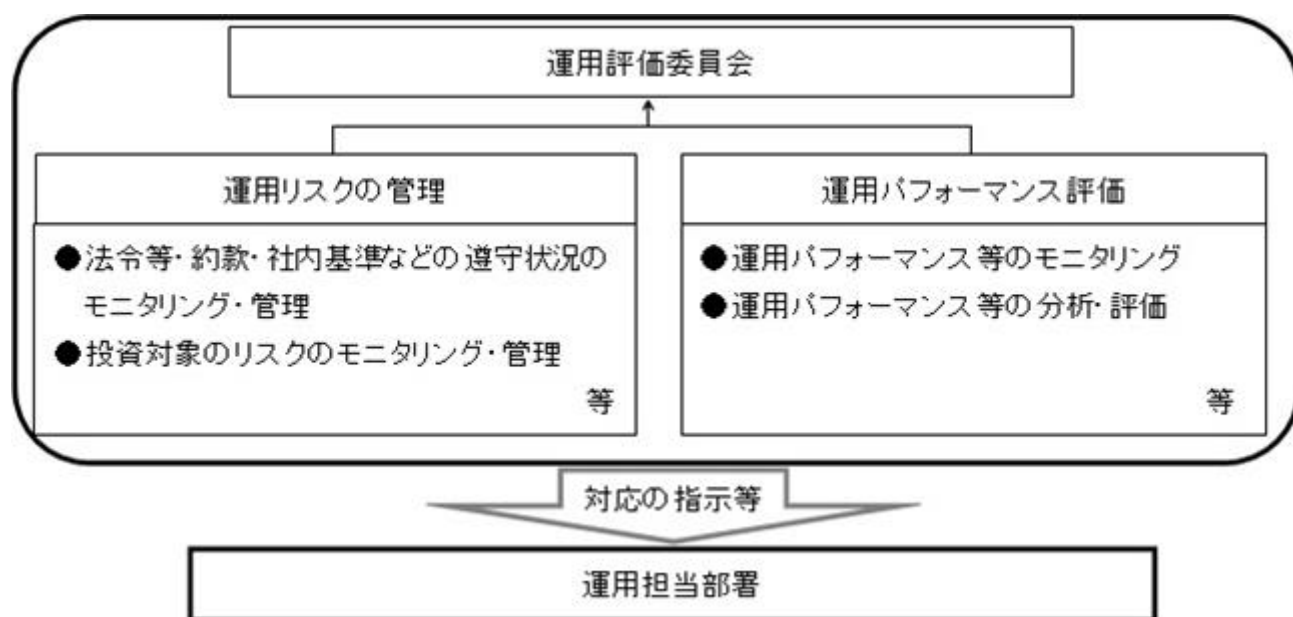 運用評価委員会
運用リスクの管理
●法令等・約款・社内基準などの遵守状況の
モニタリング・管理
●投資対象のリスクのモニタリング・管理
等
運用パフォーマンス評価
●運用パフォーマンス等のモニタリング
●運用パフォーマンス等の分析・評価
等
対応の指示等
運用担当部署